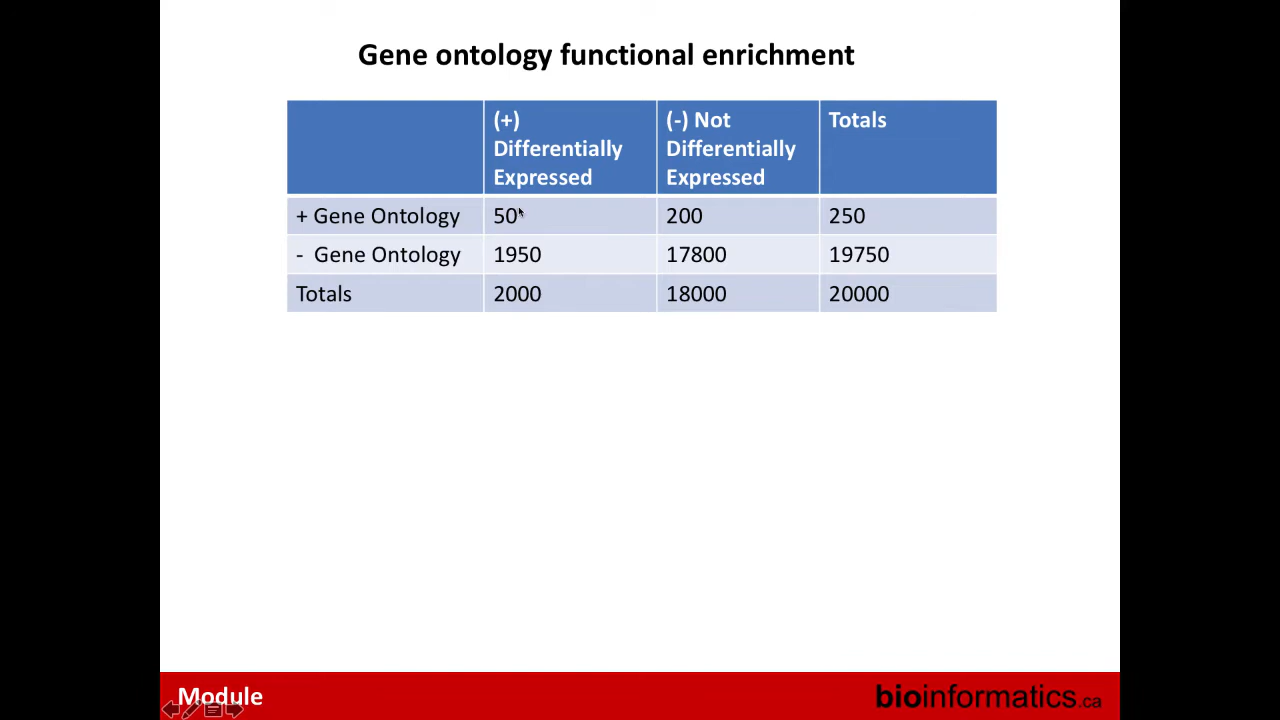 Gene ontology functional enrichment
(+) Differentially Expressed
(-) Not Differentially Expressed
Totals
+ Gene Ontology 50 200 250
- Gene Ontology 1950 17800 19750
Totals 2000 18000 20000
Module
bioinformatics.ca